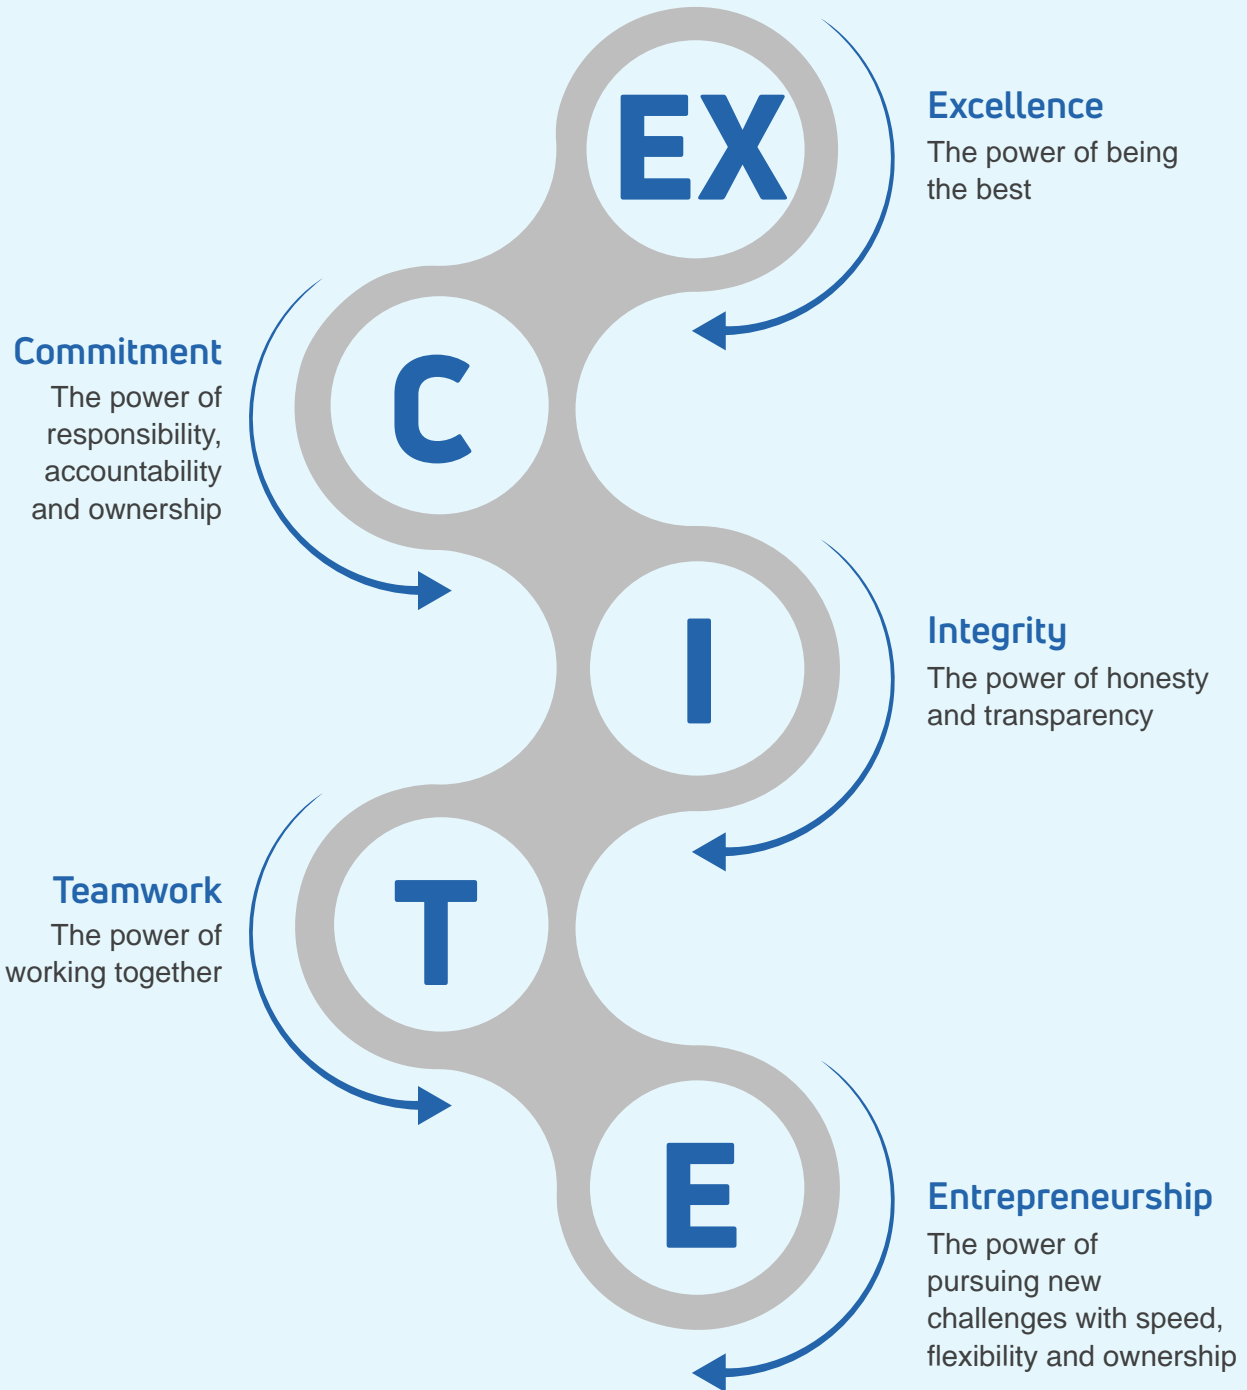 EX
Excellence
The power of being
the best
C
Commitment
The power of
responsibility,
accountability
and ownership
I
Integrity
The power of honesty
and transparency
T
Teamwork
The power of
working together
E
Entrepreneurship
The power of
pursuing new
challenges with speed,
flexibility and ownership